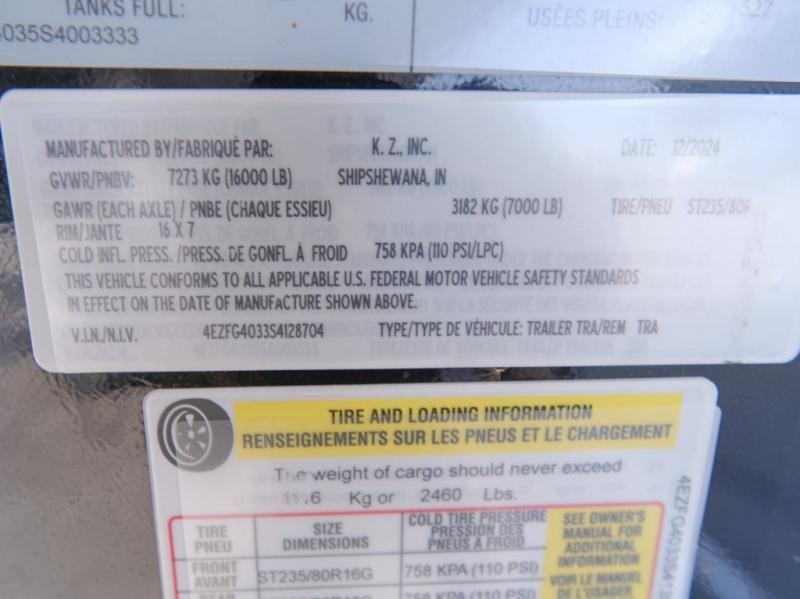 TANKS FULL:
KG.
USÉES PLEINS:
527
4035S4003333
MANUFACTURED BY/FABRIQUÉ PAR: K. Z., INC. DATE: 12/2024
GVWR/PNBV: 7273 KG (16000 LB) SHIPSHEWANA, IN
GAWR (EACH AXLE) / PNBE (CHAQUE ESSIEU) 3182 KG (7000 LB) TIRE/PNEU ST235/80R
RIM/JANTE 16 X 7
COLD INFL. PRESS. /PRESS. DE GONFL. À FROID 758 KPA (110 PSI/LPC)
THIS VEHICLE CONFORMS TO ALL APPLICABLE U.S. FEDERAL MOTOR VEHICLE SAFETY STANDARDS
IN EFFECT ON THE DATE OF MANUFACTURE SHOWN ABOVE.
V.I.N./N.I.V. 4EZFG4033S4128704 TYPE/TYPE DE VÉHICULE: TRAILER TRA/REM TRA
TIRE AND LOADING INFORMATION
RENSEIGNEMENTS SUR LES PNEUS ET LE CHARGEMENT
The weight of cargo should never exceed
Kg or 2460 Lbs.
TIRE
PNEU
SIZE
DIMENSIONS
COLD TIRE PRESSURE
PRESSION DES
PNEUS A FROID
SEE OWNER'S
MANUAL FOR
ADDITIONAL
INFORMATION
VOIR LE MANUEL
DE L'USAGER
FRONT
AVANT
ST235/80R16G
758 KPA (110 PSI)
4EZFG4033S412